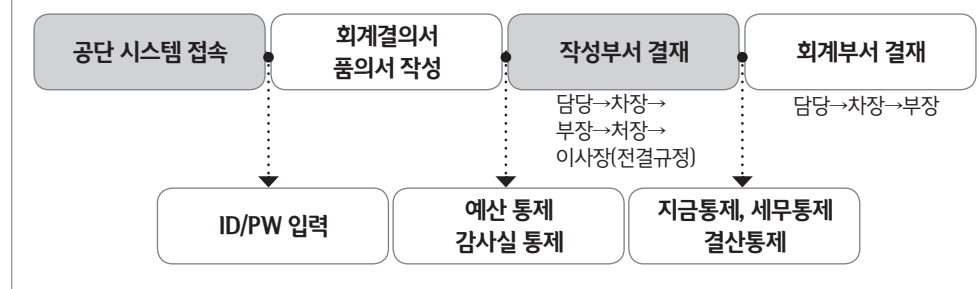 공단 시스템 접속
회계결의서
품의서 작성
작성부서 결재
회계부서 결재
담당→차장→
부장→처장→
이사장(전결규정)
담당→차장→부장
ID/PW 입력
예산 통제
감사실 통제
지금통제, 세무통제
결산통제